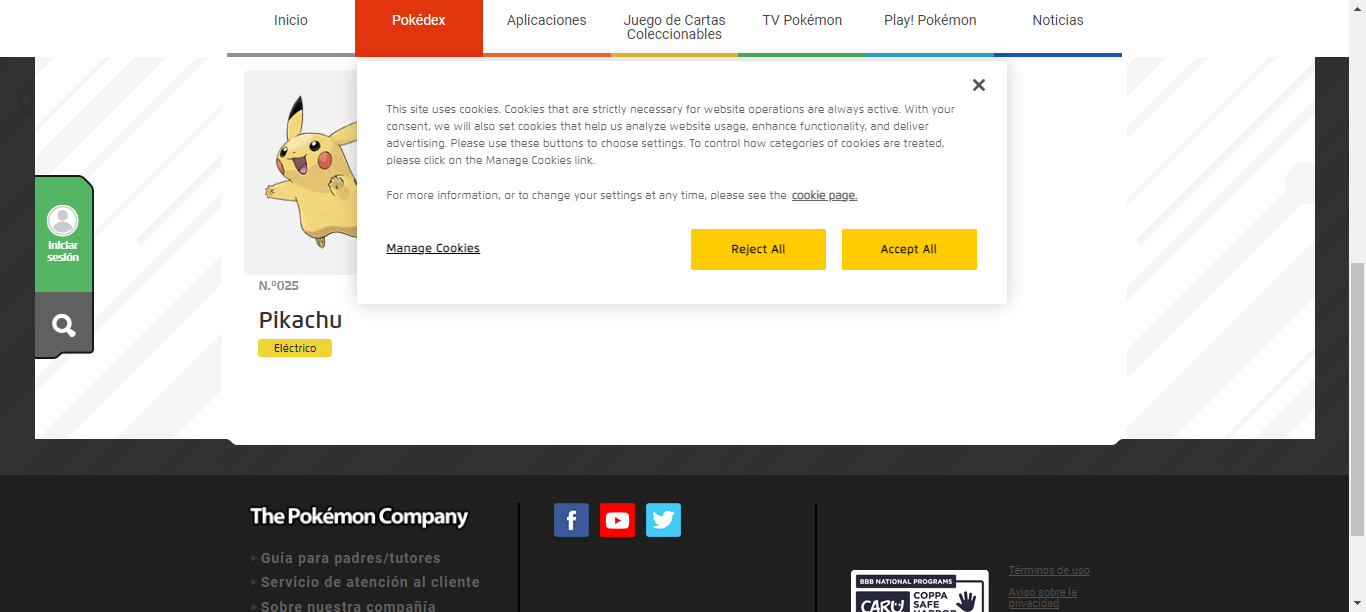 Inicio
Pokédex
Aplicaciones
Juego de Cartas
Coleccionables
TV Pokémon
Play! Pokémon
Noticias
This site uses cookies. Cookies that are strictly necessary for website operations are always active. With your
consent, we will also set cookies that help us analyze website usage, enhance functionality, and deliver
advertising. Please use these buttons to choose settings. To control how categories of cookies are treated,
please click on the Manage Cookies link.
For more information, or to change your settings at any time, please see the cookie page.
Manage Cookies
Reject All
Accept All
Iniciar
sesión
N.º025
Pikachu
Eléctrico
The Pokémon Company
Guía para padres/tutores
Servicio de atención al cliente
Sobre nuestra compañía
BBB NATIONAL PROGRAMS
CARU
COPPA
SAFE
HARBOR
Términos de uso
Aviso sobre la
privacidad